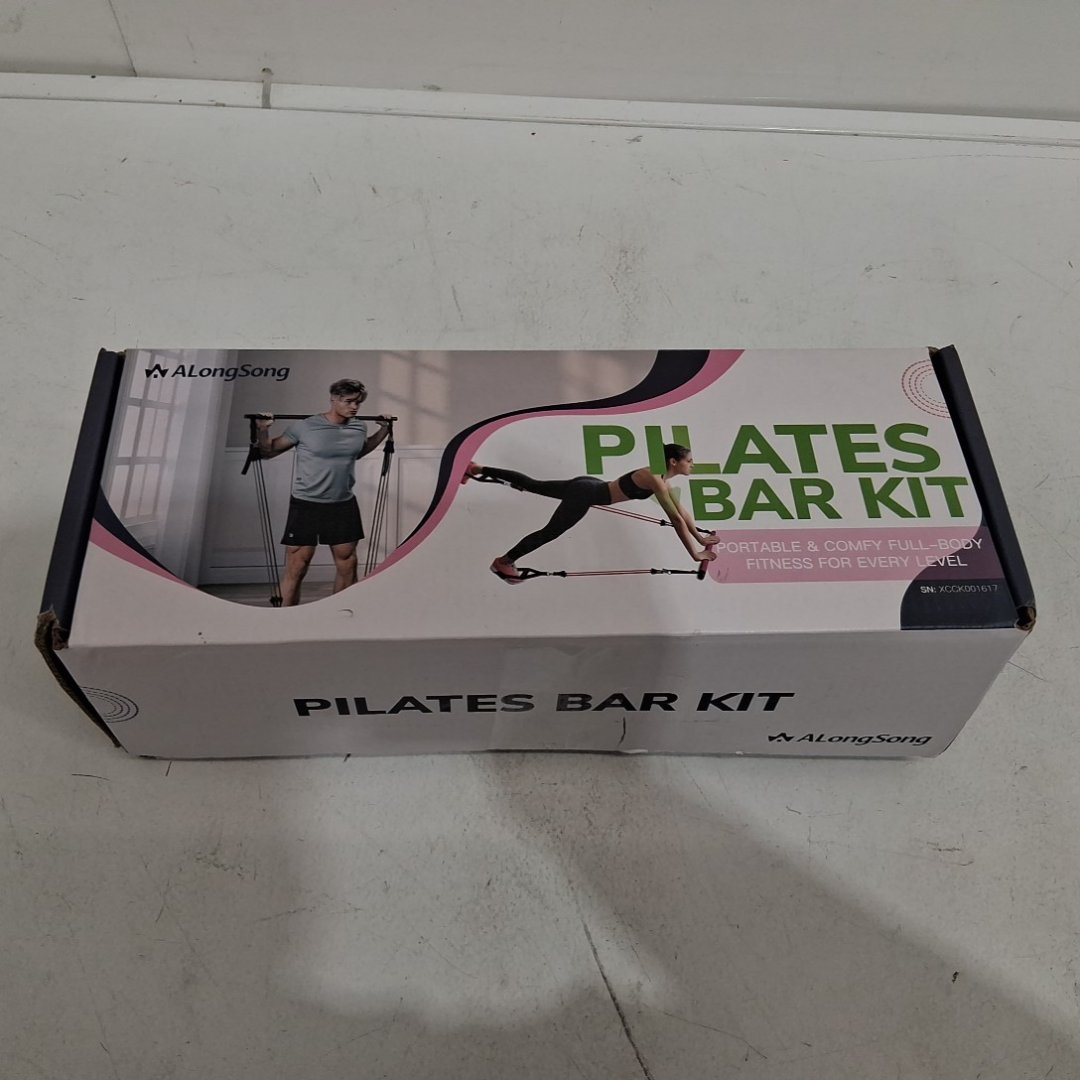 ALongSong
PILATES
BAR KIT
PORTABLE & COMFY FULL-BODY
FITNESS FOR EVERY LEVEL
SN: XCCK001617
PILATES BAR KIT
ALongSong